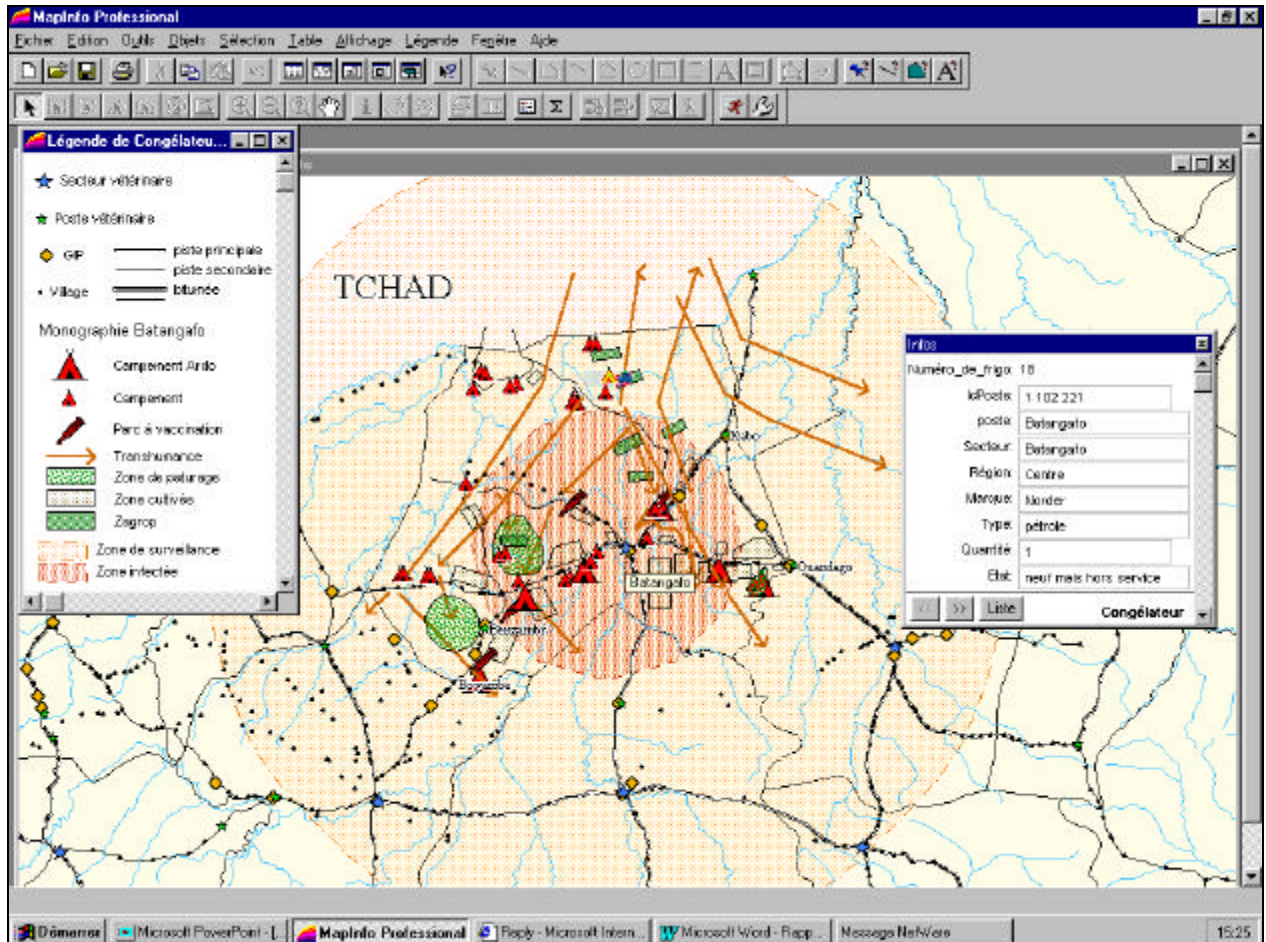 MapInfo Professional
Fichier Edition Outils Objets Sélection Table Affichage Légende Fenêtre Aide
Légende de Congélateu...
Secteur vétérinaire
Poste vétérinaire
GIP
piste principale
piste secondaire
Village
bitumée
Monographie Batangafo
Campement Ardo
Campement
Parc à vaccination
Transhumance
Zone de paturage
Zone cultivée
Zagrop
Zone de surveillance
Zone infectée
TCHAD
Kabo
Ouandago
Batangafo
Infos
Numéro_de_frigo: 18
IdPoste: 1 102 221
poste: Batangafo
Secteur: Batangafo
Région: Centre
Marque: Norder
Type: pétrole
Quantité: 1
Etat: neuf mais hors service
<< >> Liste Congélateur
Démarrer Microsoft PowerPoint - [... MapInfo Professional Reply - Microsoft Intern... Microsoft Word - Rapp... Message NetWare 15:25